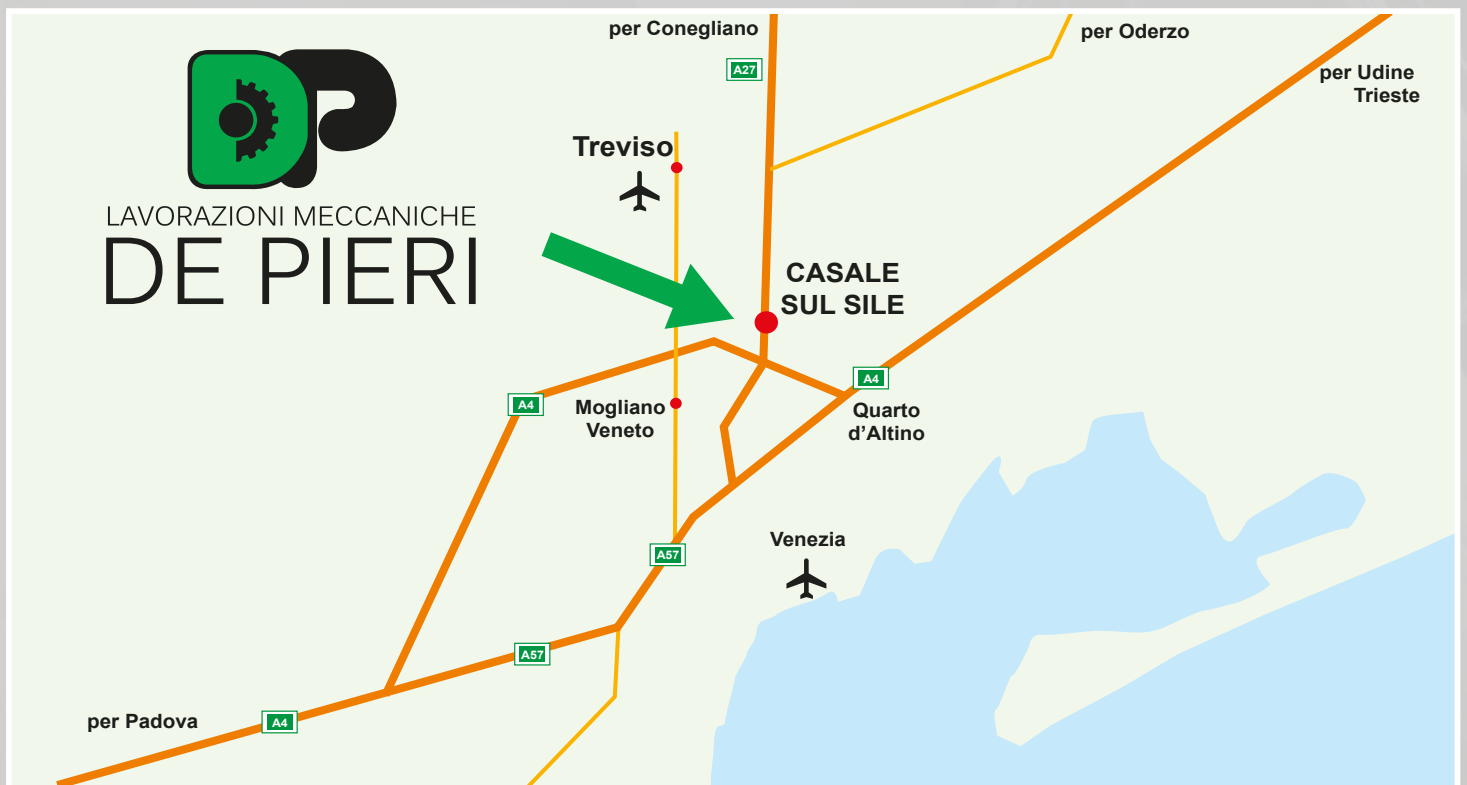 per Conegliano
per Oderzo
A27
per Udine
Trieste
Treviso
LAVORAZIONI MECCANICHE
DE PIERI
CASALE
SUL SILE
A4
A4
Mogliano
Veneto
Quarto
d’Altino
Venezia
A57
A57
per Padova
A4